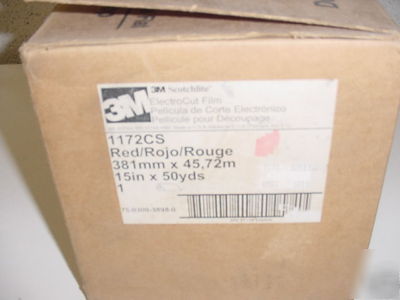 3M Scotchlite
ElectroCut Film
Película de Corte Electrónico
Pellicule pour Découpage
1172CS
Red/Rojo/Rouge
381mm x 45,72m
15in x 50yds
1